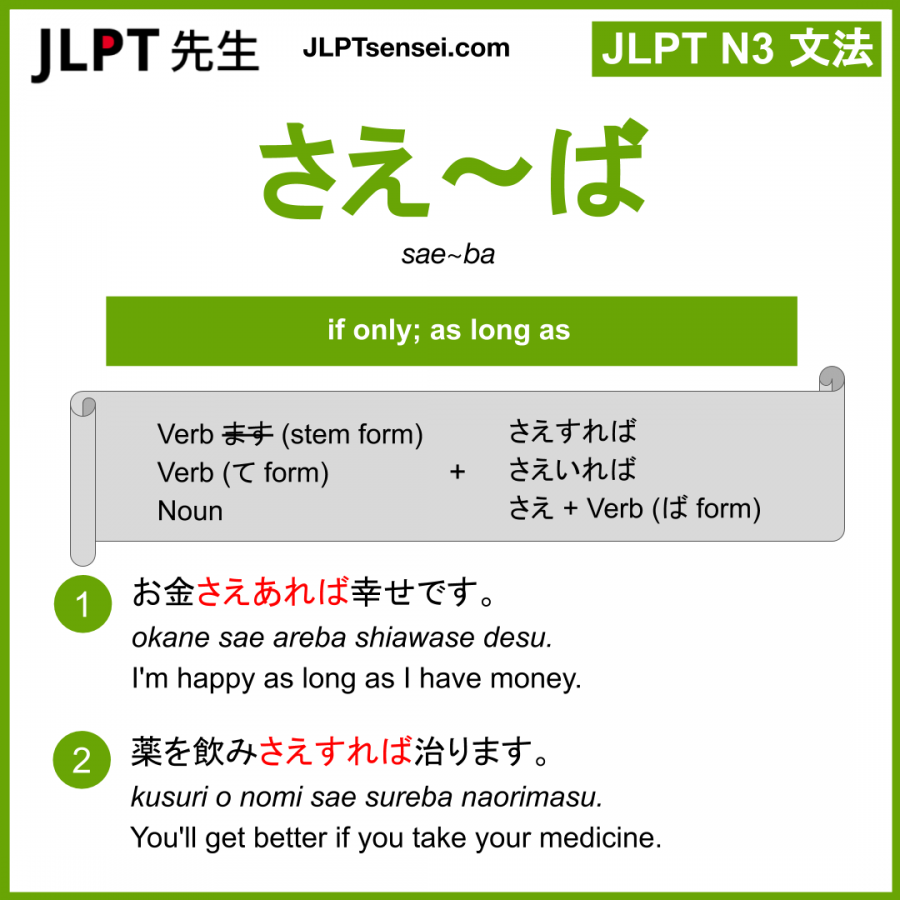 JLPT 先生 JLPTsensei.com JLPT N3 文法
さえ～ば
sae~ba
if only; as long as
Verb ます (stem form) さえすれば
Verb (て form) + さえいれば
Noun さえ + Verb (ば form)
1 お金さえあれば幸せです。
okane sae areba shiawase desu.
I'm happy as long as I have money.
2 薬を飲みさえすれば治ります。
kusuri o nomi sae sureba naorimasu.
You'll get better if you take your medicine.